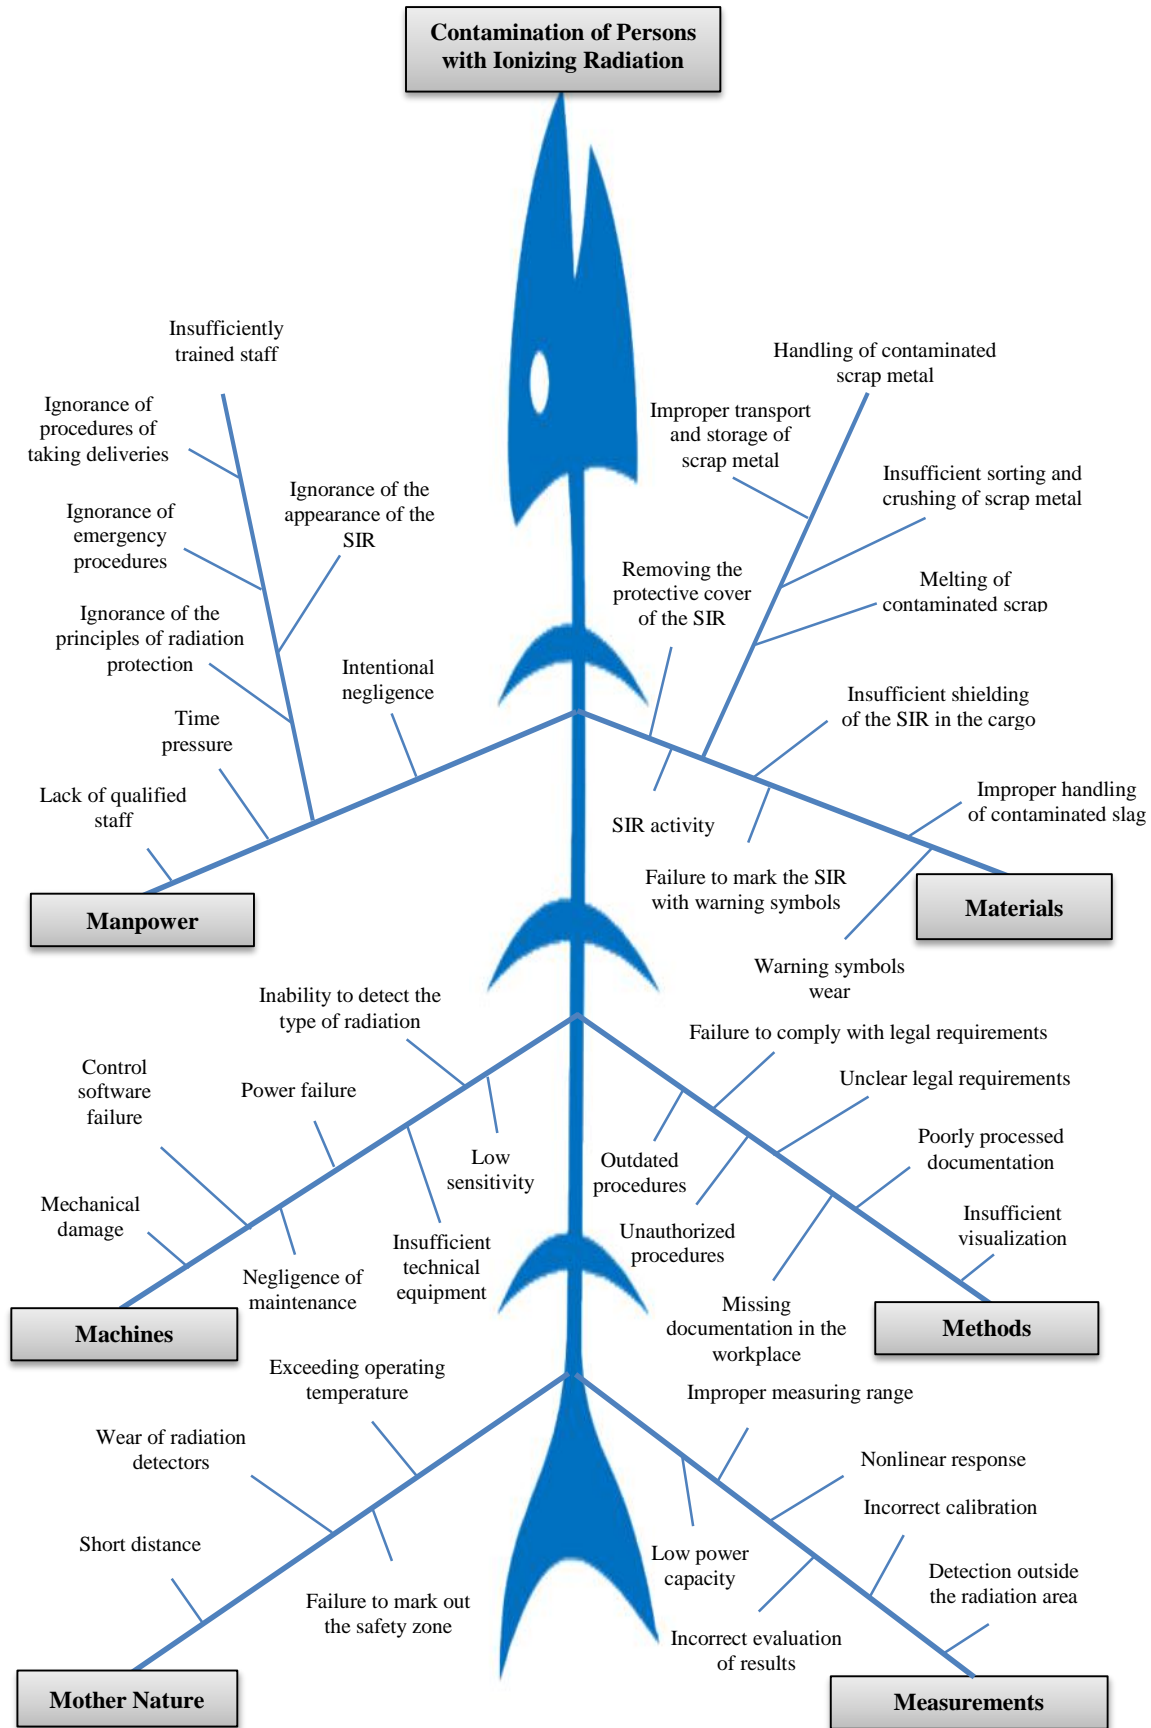 Contamination of Persons
with Ionizing Radiation
Insufficiently
trained staff
Ignorance of
procedures of
taking deliveries
Ignorance of the
appearance of the
SIR
Ignorance of
emergency
procedures
Ignorance of the
principles of radiation
protection
Intentional
negligence
Time
pressure
Lack of qualified
staff
Manpower
Handling of contaminated
scrap metal
Improper transport
and storage of
scrap metal
Insufficient sorting and
crushing of scrap metal
Removing the
protective cover
of the SIR
Melting of
contaminated scrap
Insufficient shielding
of the SIR in the cargo
Improper handling
of contaminated slag
SIR activity
Failure to mark the SIR
with warning symbols
Warning symbols
wear
Materials
Inability to detect the
type of radiation
Control
software
failure
Power failure
Low
sensitivity
Mechanical
damage
Insufficient
technical
equipment
Negligence of
maintenance
Machines
Failure to comply with legal requirements
Unclear legal requirements
Poorly processed
documentation
Outdated
procedures
Insufficient
visualization
Unauthorized
procedures
Missing
documentation in the
workplace
Methods
Exceeding operating
temperature
Wear of radiation
detectors
Short distance
Failure to mark out
the safety zone
Mother Nature
Improper measuring range
Nonlinear response
Incorrect calibration
Low power
capacity
Detection outside
the radiation area
Incorrect evaluation
of results
Measurements